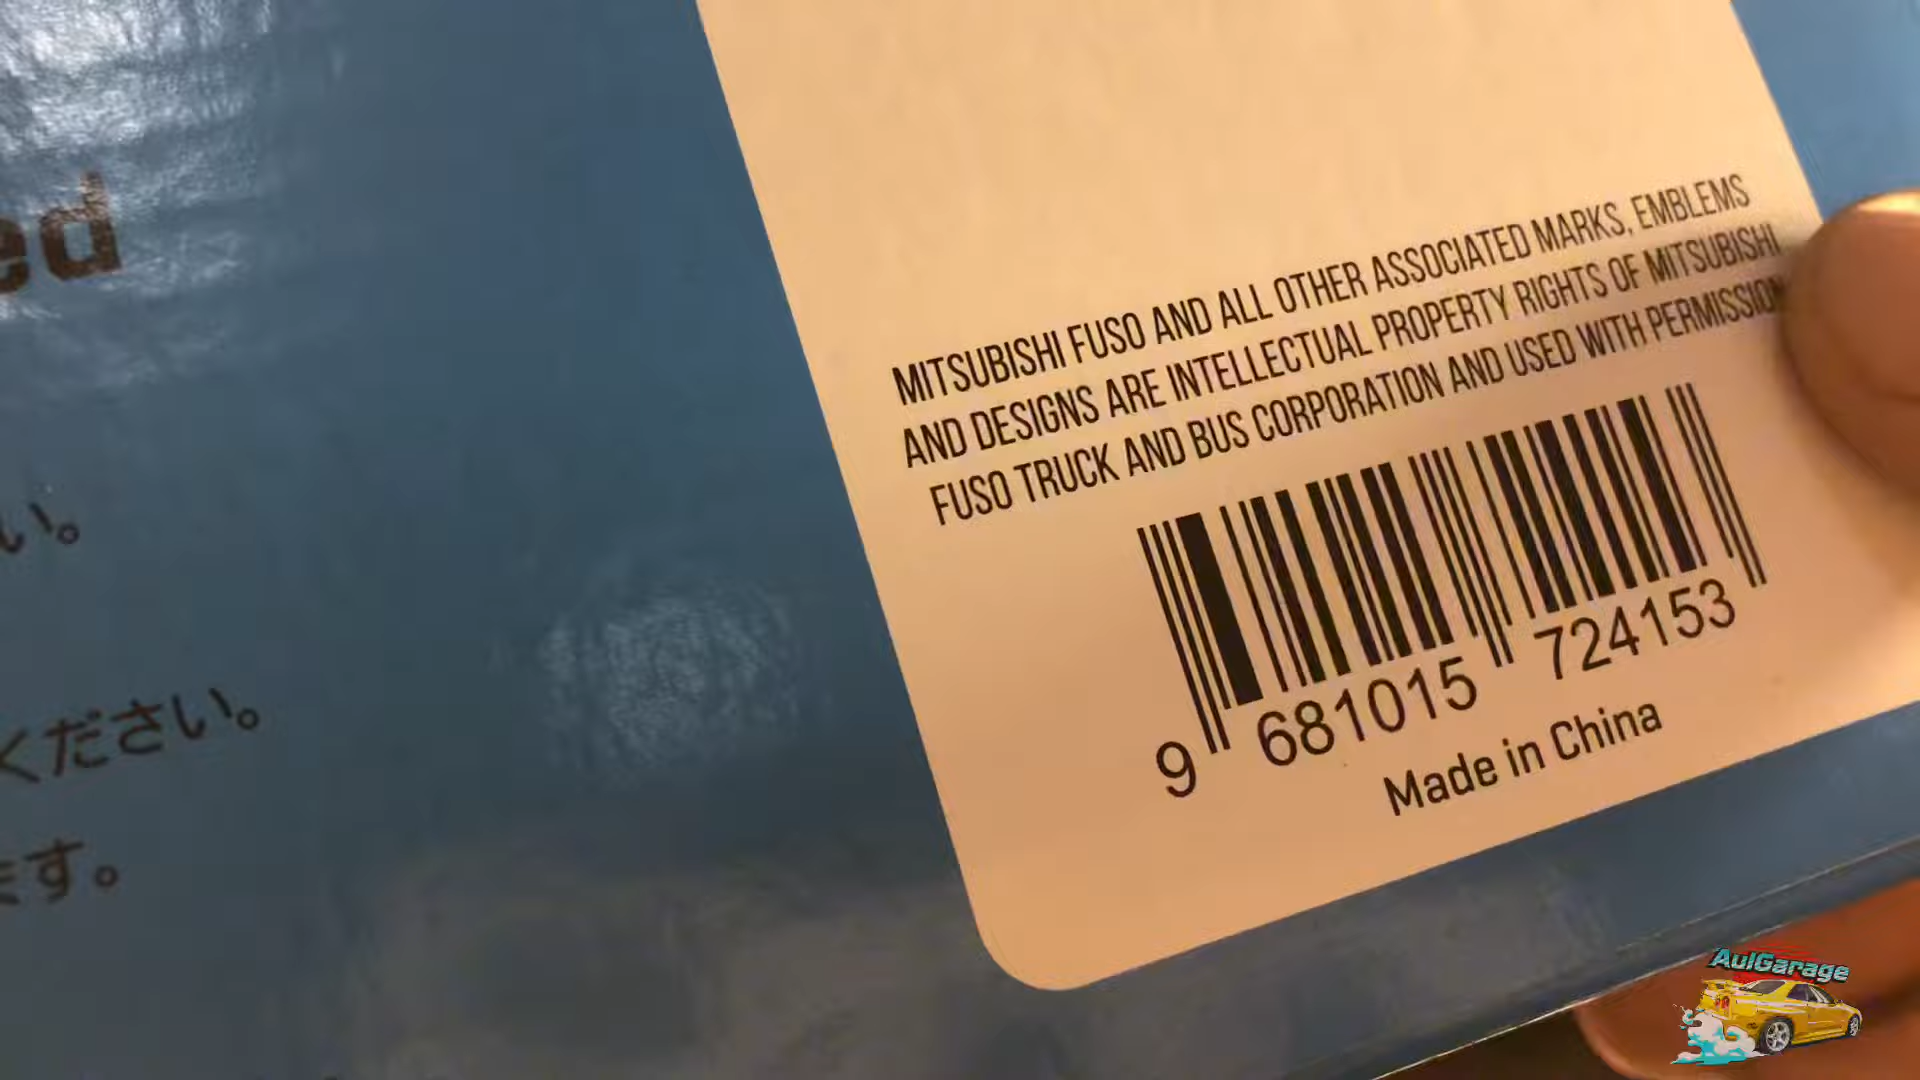 ed
い。
ください。
ます。
MITSUBISHI FUSO AND ALL OTHER ASSOCIATED MARKS, EMBLEMS
AND DESIGNS ARE INTELLECTUAL PROPERTY RIGHTS OF MITSUBISHI
FUSO TRUCK AND BUS CORPORATION AND USED WITH PERMISSION
9 681015 724153
Made in China
AulGarage